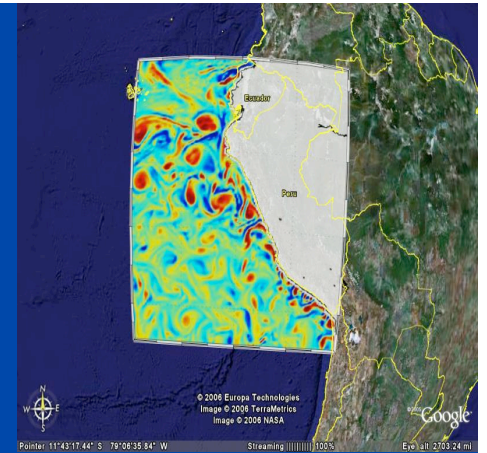 Ecuador
Peru
N
W E
S
© 2006 Europa Technologies
Image © 2006 TerraMetrics
Image © 2006 NASA
Google
Pointer 11°43'17.44" S 79°06'35.84" W Streaming |||||||||| 100% Eye alt 2703.24 mi